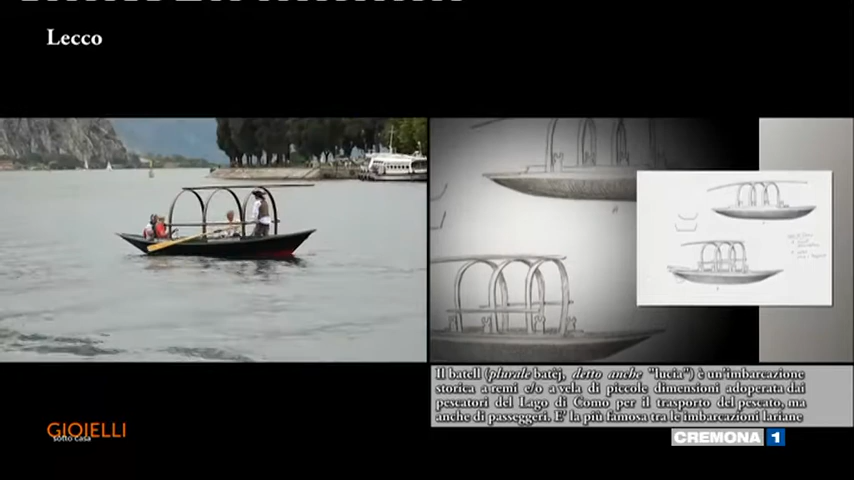 Lecco
Il batell (plurale batéj, detto anche "lucia") è un'imbarcazione
storica a remi e/o a vela di piccole dimensioni adoperata dai
pescatori del Lago di Como per il trasporto del pescato, ma
anche di passeggeri. E' la più famosa tra le imbarcazioni lariane
GIOIELLI
sotto casa
CREMONA 1